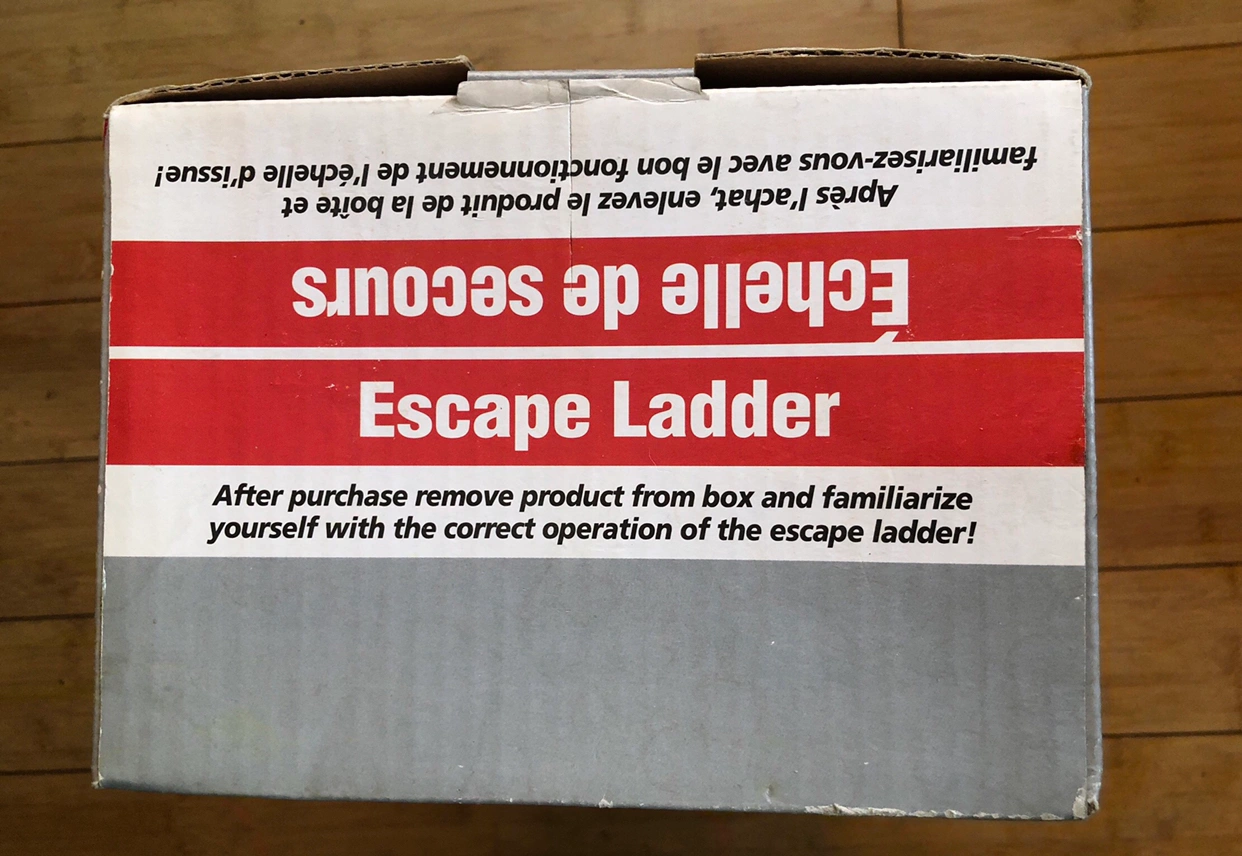 Après l'achat, enlevez le produit de la boîte et
familiarisez-vous avec le bon fonctionnement de l'échelle d'issue!
Échelle de secours
Escape Ladder
After purchase remove product from box and familiarize
yourself with the correct operation of the escape ladder!